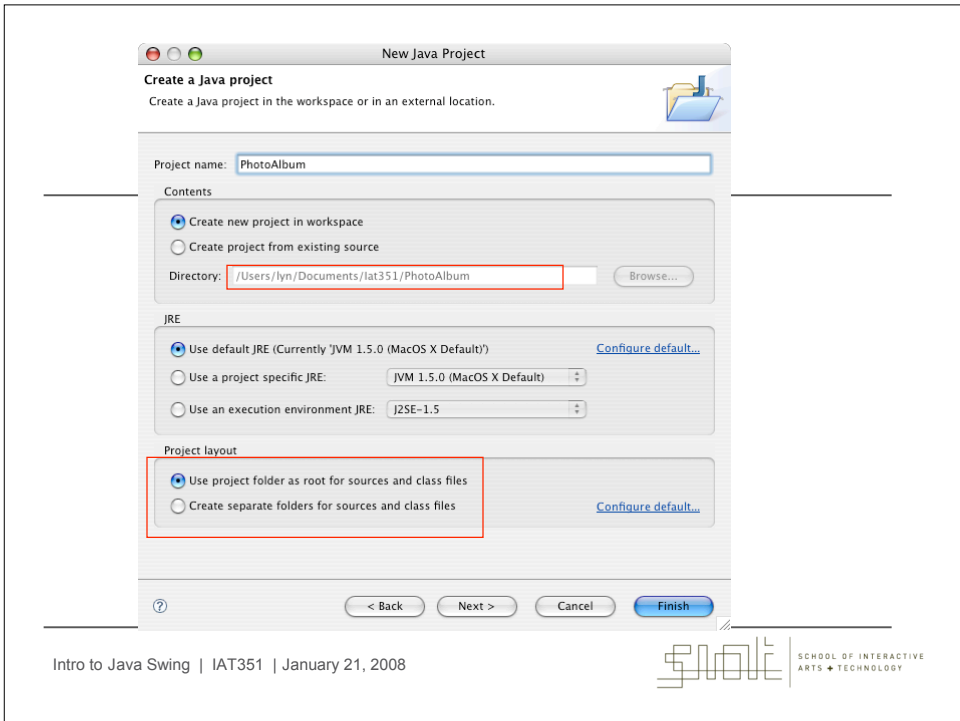 New Java Project
Create a Java project
Create a Java project in the workspace or in an external location.
Project name: PhotoAlbum
Contents
Create new project in workspace
Create project from existing source
Directory: /Users/lyn/Documents/Iat351/PhotoAlbum Browse...
JRE
Use default JRE (Currently 'JVM 1.5.0 (MacOS X Default)') Configure default...
Use a project specific JRE: JVM 1.5.0 (MacOS X Default)
Use an execution environment JRE: J2SE-1.5
Project layout
Use project folder as root for sources and class files
Create separate folders for sources and class files Configure default...
? < Back Next > Cancel Finish
Intro to Java Swing | IAT351 | January 21, 2008
siat
SCHOOL OF INTERACTIVE
ARTS + TECHNOLOGY